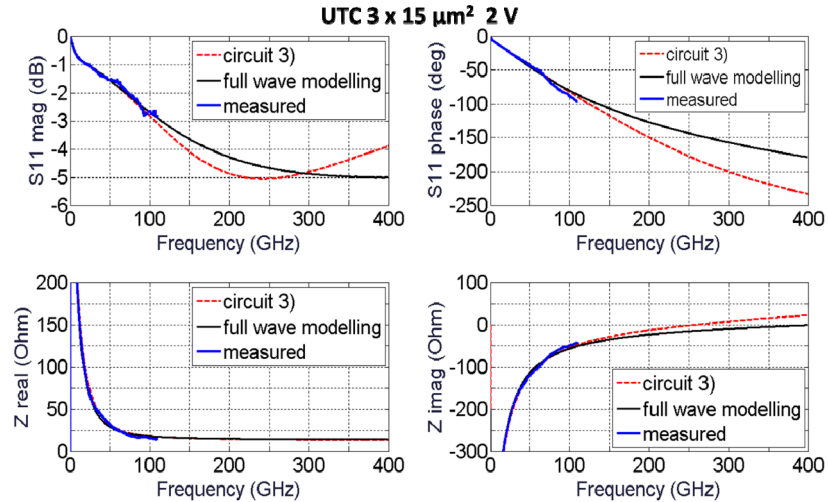 UTC 3 x 15 µm² 2 V
S11 mag (dB)
0
-1
-2
-3
-4
-5
-6
0 100 200 300 400
Frequency (GHz)
circuit 3)
full wave modelling
measured
S11 phase (deg)
0
-50
-100
-150
-200
-250
0 100 200 300 400
Frequency (GHz)
circuit 3)
full wave modelling
measured
Z real (Ohm)
200
150
100
50
0
0 100 200 300 400
Frequency (GHz)
circuit 3)
full wave modelling
measured
Z imag (Ohm)
100
0
-100
-200
-300
0 100 200 300 400
Frequency (GHz)
circuit 3)
full wave modelling
measured